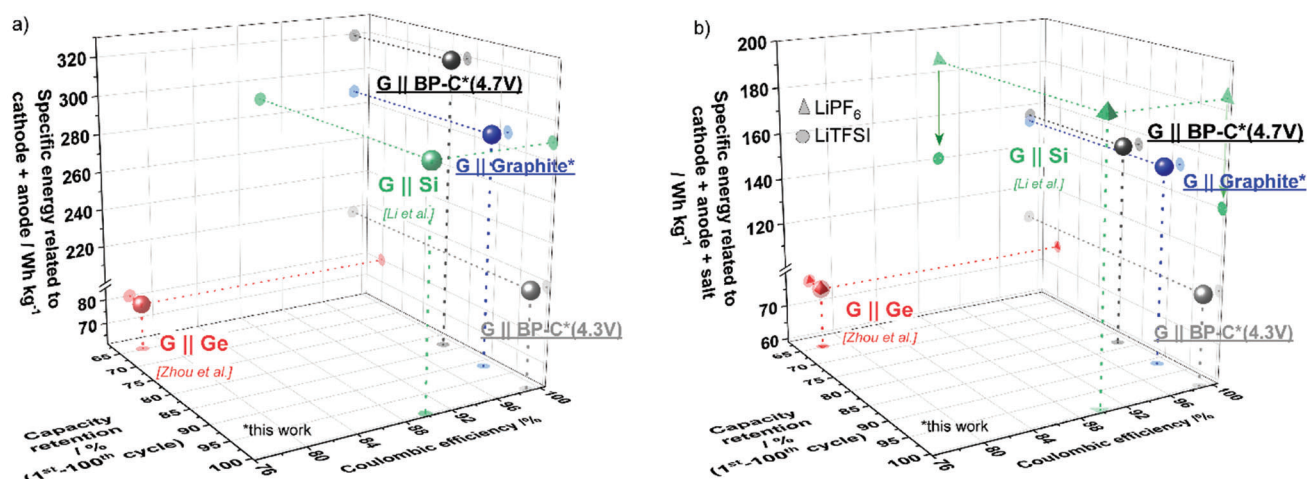 a)
320
300
280
260
240
220
80
70
Specific energy related to
cathode + anode / Wh kg⁻¹
G || BP-C*(4.7V)
G || Graphite*
G || Si
[Li et al.]
G || Ge
[Zhou et al.]
G || BP-C*(4.3V)
*this work
65
70
75
80
85
90
95
100
Capacity
retention
/ %
(1ˢᵗ-100ᵗʰ cycle)
76
80
84
88
92
96
100
Coulombic efficiency /%
b)
200
180
160
140
120
75
70
65
60
Specific energy related to
cathode + anode + salt
/ Wh kg⁻¹
LiPF₆
LiTFSI
G || BP-C*(4.7V)
G || Si
[Li et al.]
G || Graphite*
G || Ge
[Zhou et al.]
G || BP-C*(4.3V)
*this work
65
70
75
80
85
90
95
100
Capacity
retention
/ %
(1ˢᵗ-100ᵗʰ cycle)
76
80
84
88
92
96
100
Coulombic efficiency /%